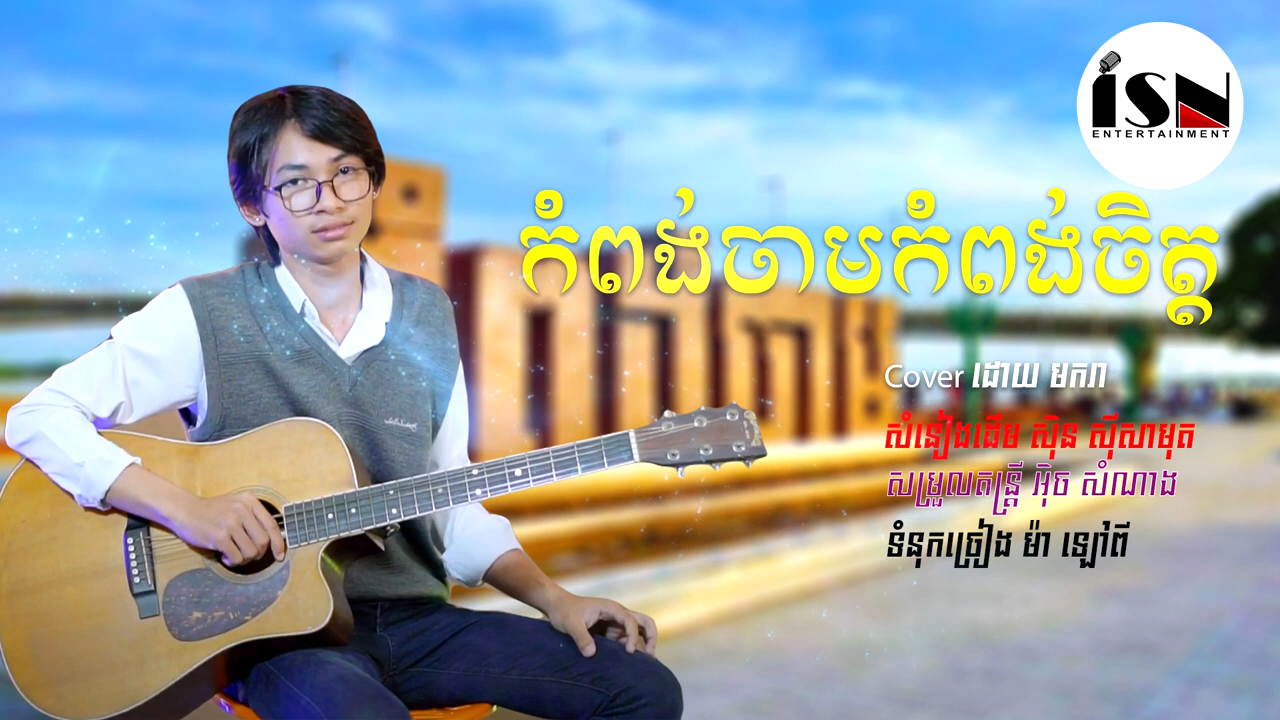 iSN
ENTERTAINMENT
កំពង់ចាមកំពង់ចិត្ត
Cover ដោយ មករា
សំនៀងដើម ស៊ិន ស៊ីសាមុត
សម្រួលតន្ត្រី អ៊ិច សំណាង
ទំនុកច្រៀង ម៉ា ឡៅពី